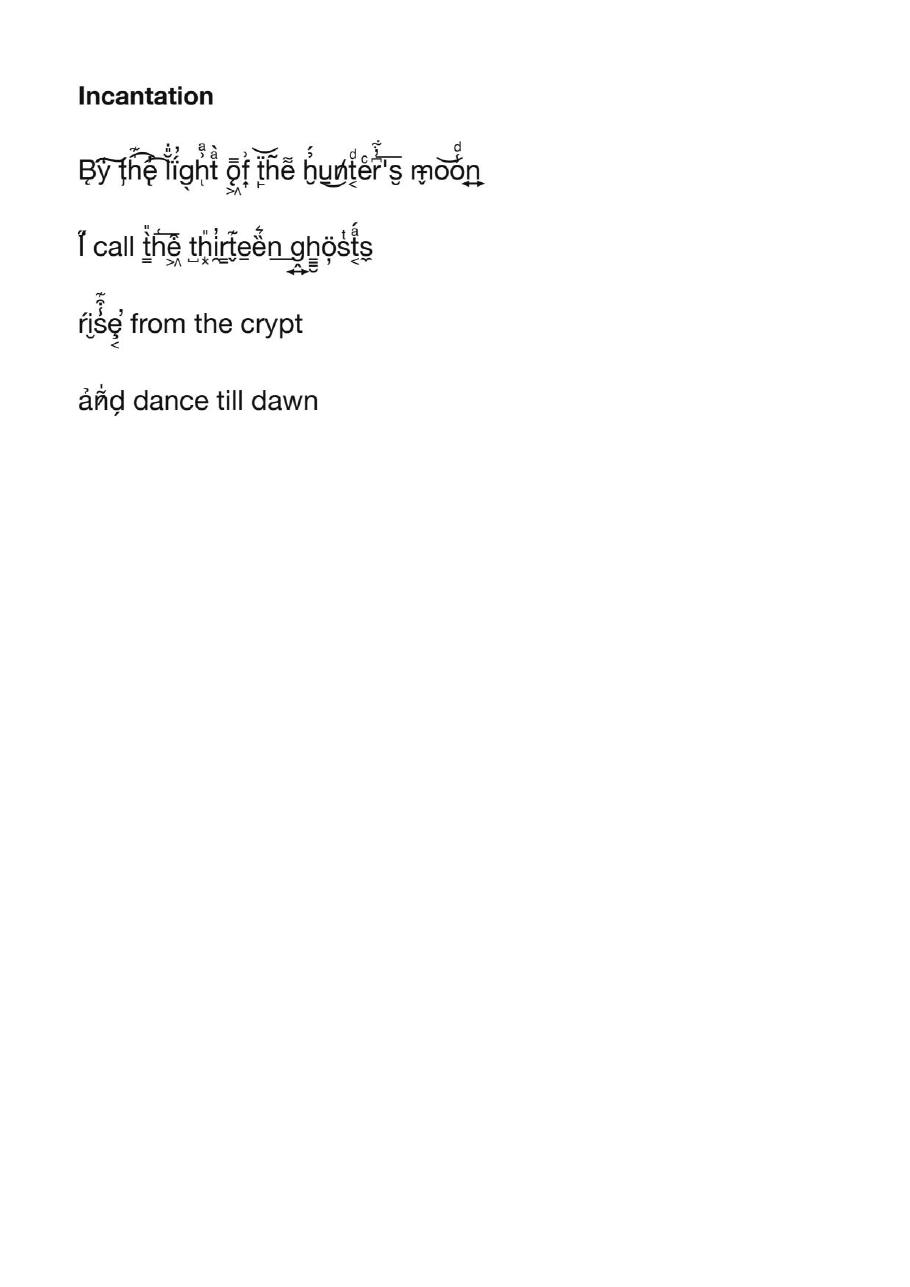 Incantation
By the light of the hunter's moon
I call the thirteen ghosts
rise from the crypt
and dance till dawn